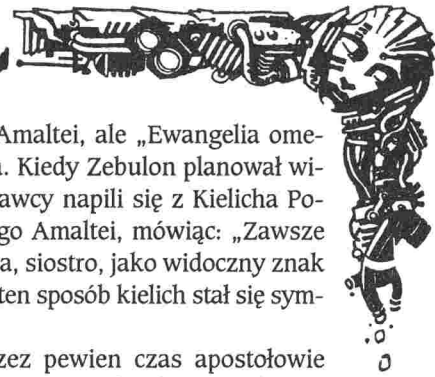 Amaltei, ale „Ewangelia ome-
a. Kiedy Zebulon planował wi-
awcy napili się z Kielicha Po-
go Amaltei, mówiąc: „Zawsze
a, siostro, jako widoczny znak
ten sposób kielich stał się sym-
zez pewien czas apostołowie